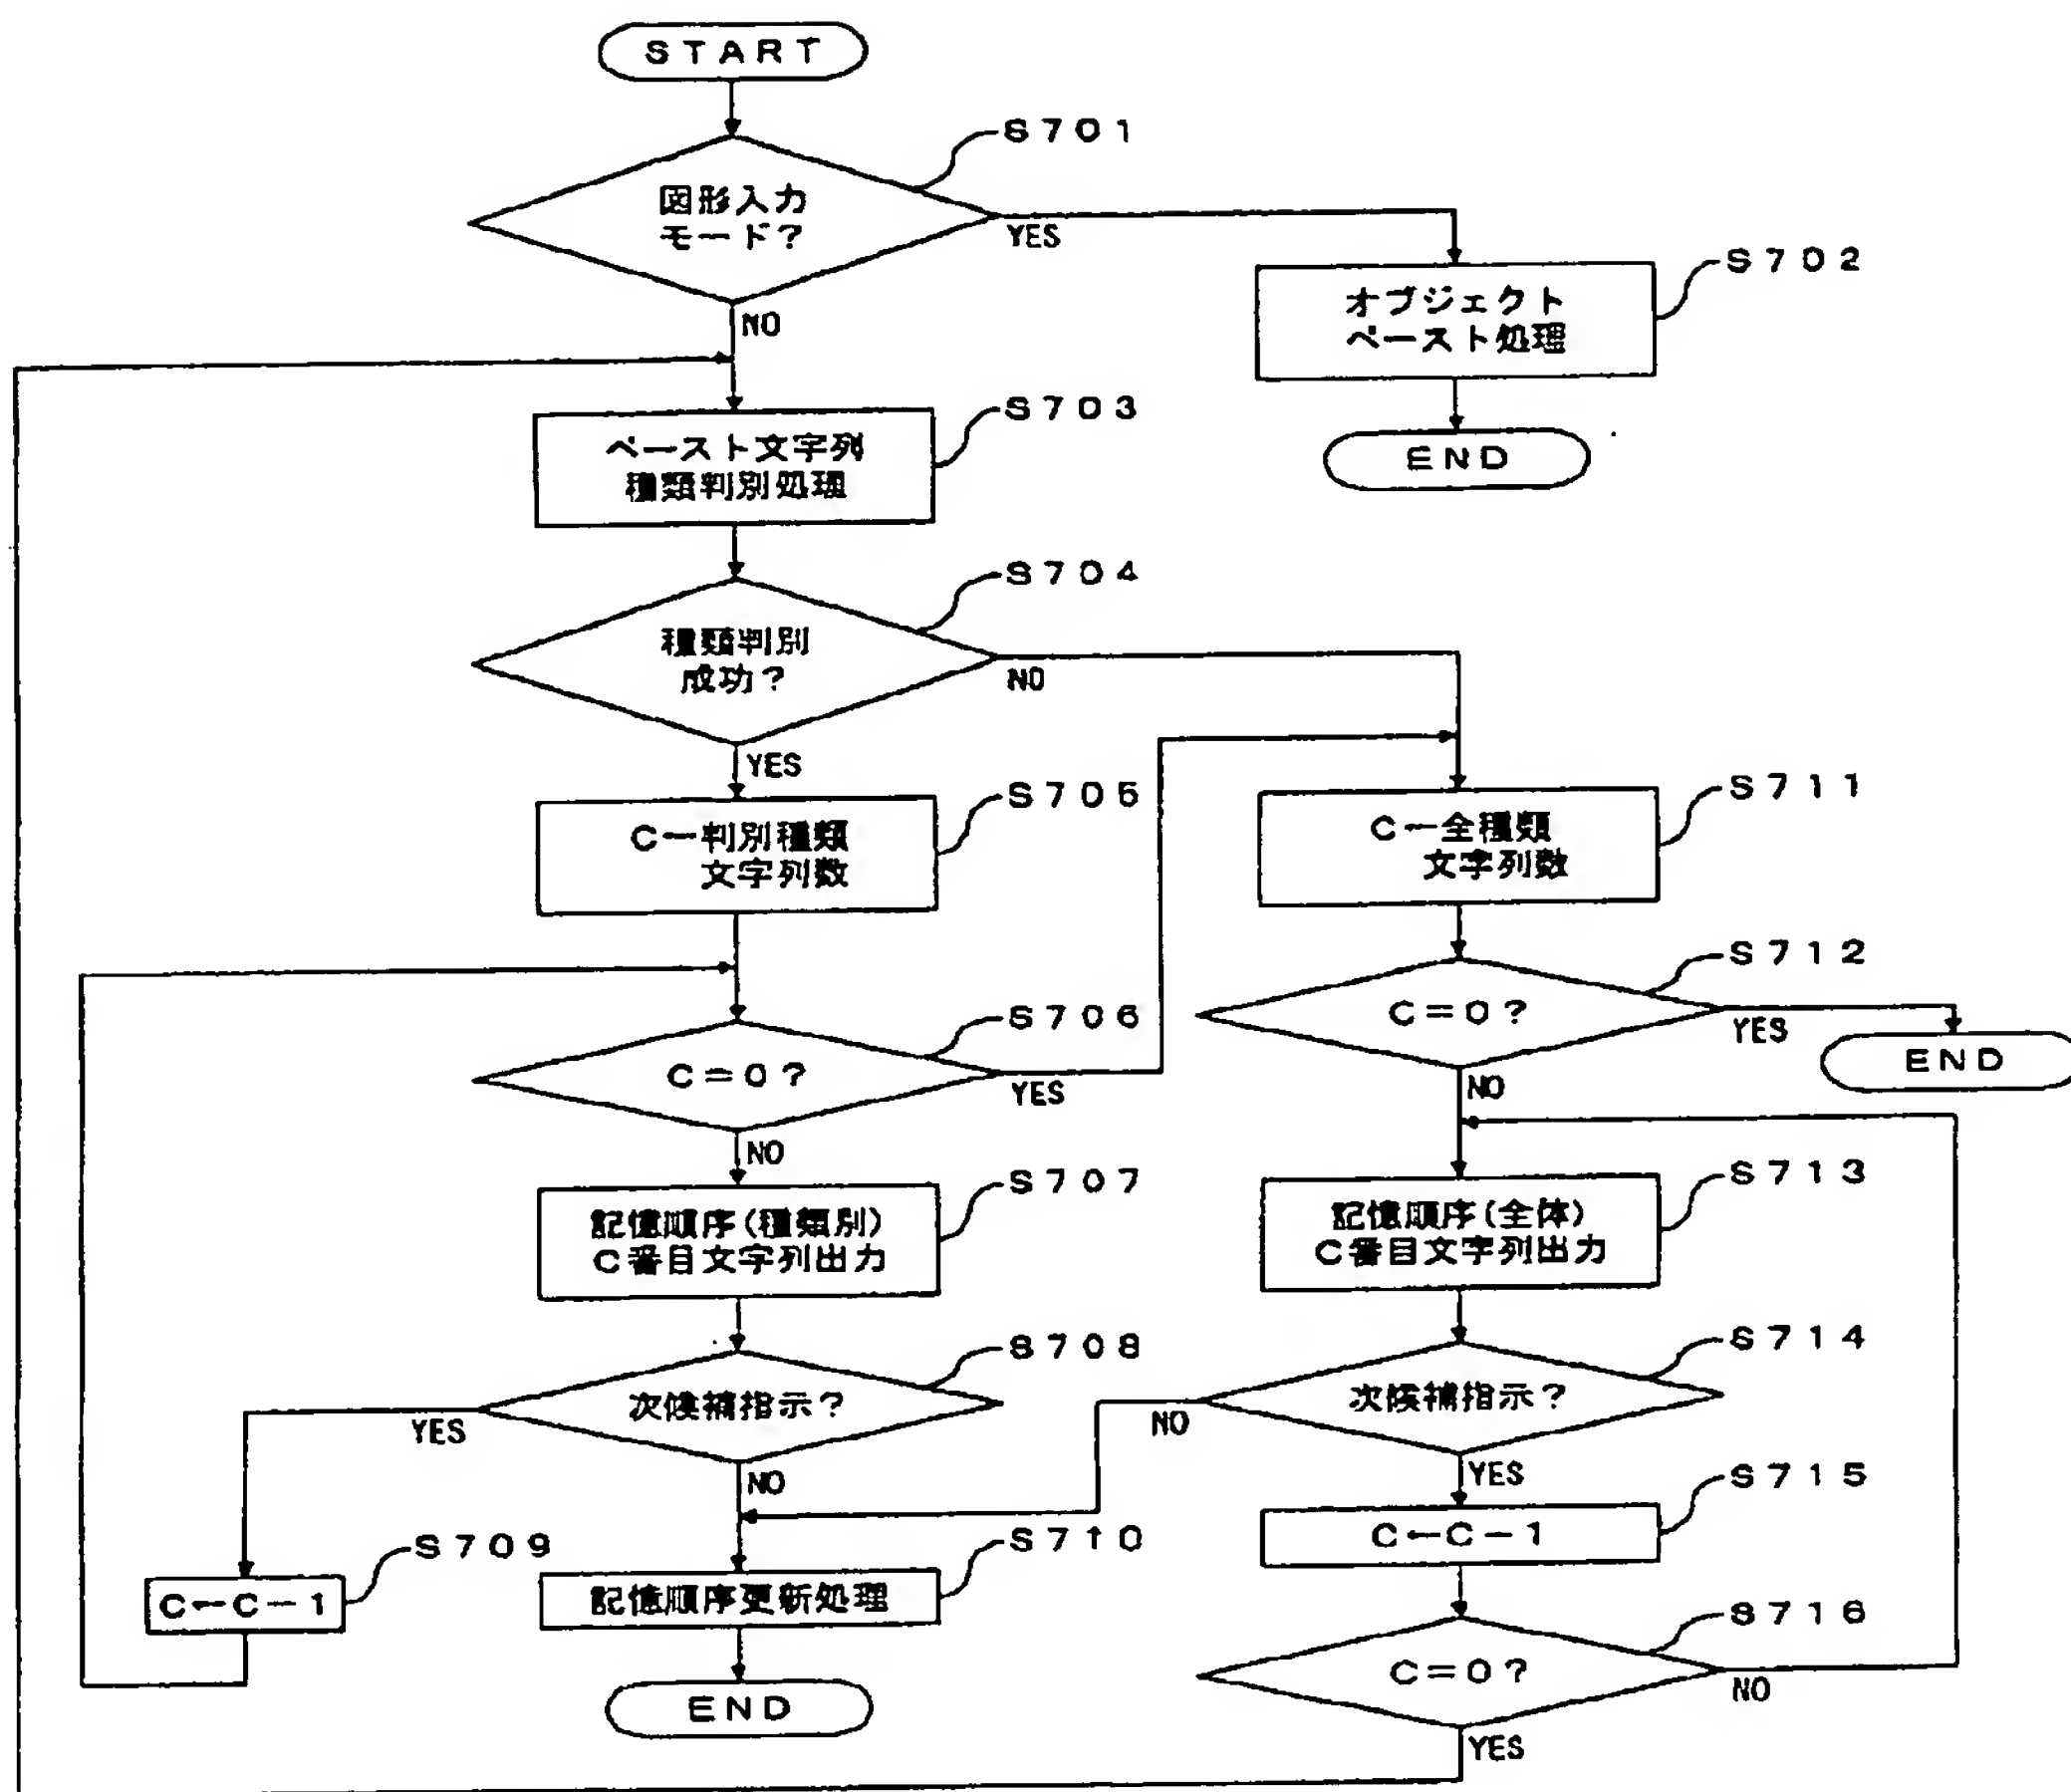 START
S701
図形入力
モード?
YES
NO
S702
オブジェクト
ペースト処理
END
S703
ペースト文字列
種類判別処理
S704
種類判別
成功?
NO
YES
S705
C←判別種類
文字列数
S706
C=0?
YES
NO
S707
記憶順序(種類別)
C番目文字列出力
S708
次候補指示?
YES
NO
S709
C←C-1
S710
記憶順序更新処理
END
S711
C←全種類
文字列数
S712
C=0?
YES
END
NO
S713
記憶順序(全体)
C番目文字列出力
S714
次候補指示?
NO
YES
S715
C←C-1
S716
C=0?
NO
YES